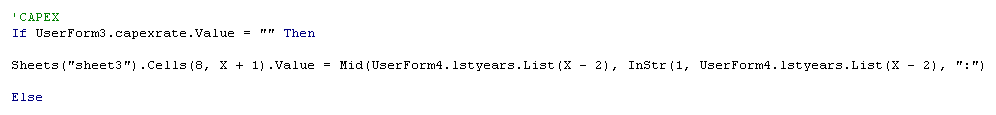 'CAPEX
If UserForm3.capexrate.Value = "" Then
Sheets("sheet3").Cells(8, X + 1).Value = Mid(UserForm4.lstyears.List(X - 2), InStr(1, UserForm4.lstyears.List(X - 2), ":")
Else